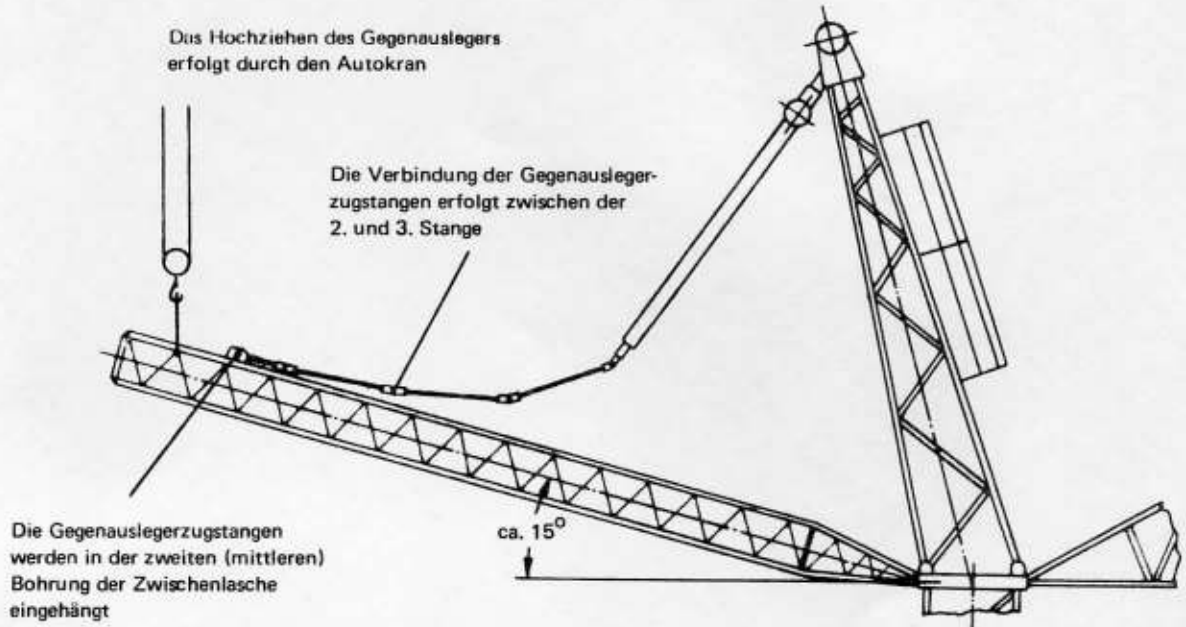 Das Hochziehen des Gegenauslegers
erfolgt durch den Autokran
Die Verbindung der Gegenausleger-
zugstangen erfolgt zwischen der
2. und 3. Stange
ca. 15°
Die Gegenauslegerzugstangen
werden in der zweiten (mittleren)
Bohrung der Zwischenlasche
eingehängt